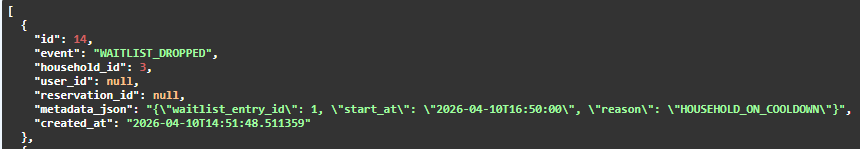 [
  {
    "id": 14,
    "event": "WAITLIST_DROPPED",
    "household_id": 3,
    "user_id": null,
    "reservation_id": null,
    "metadata_json": "{\"waitlist_entry_id\": 1, \"start_at\": \"2026-04-10T16:50:00\", \"reason\": \"HOUSEHOLD_ON_COOLDOWN\"}",
    "created_at": "2026-04-10T14:51:48.511359"
  },
  {